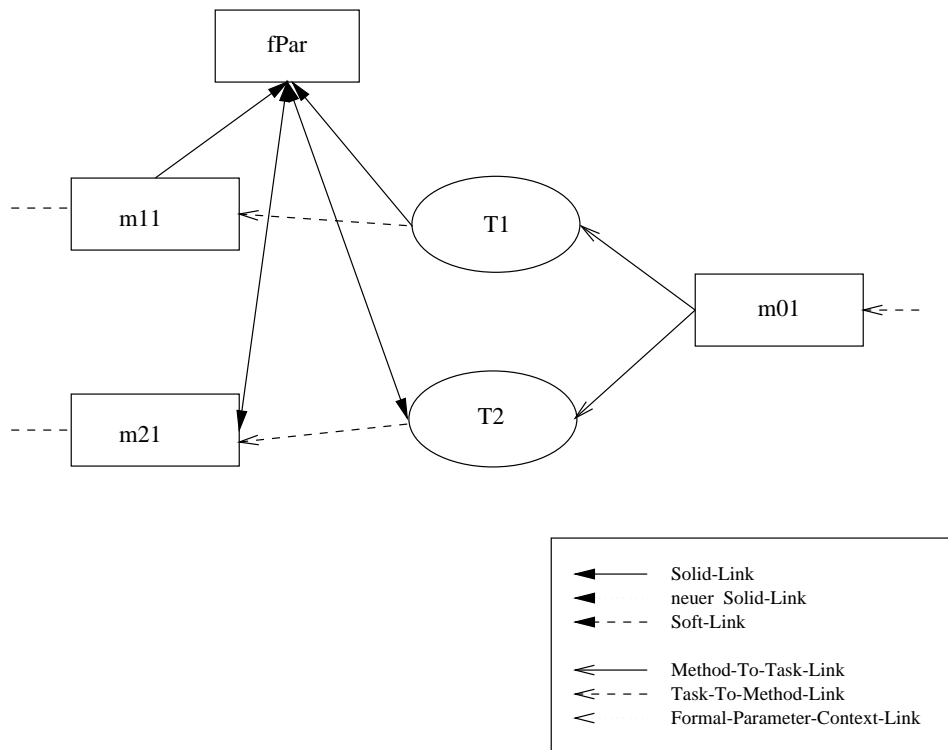 fPar
m11
T1
m01
m21
T2
Solid-Link
neuer Solid-Link
Soft-Link
Method-To-Task-Link
Task-To-Method-Link
Formal-Parameter-Context-Link